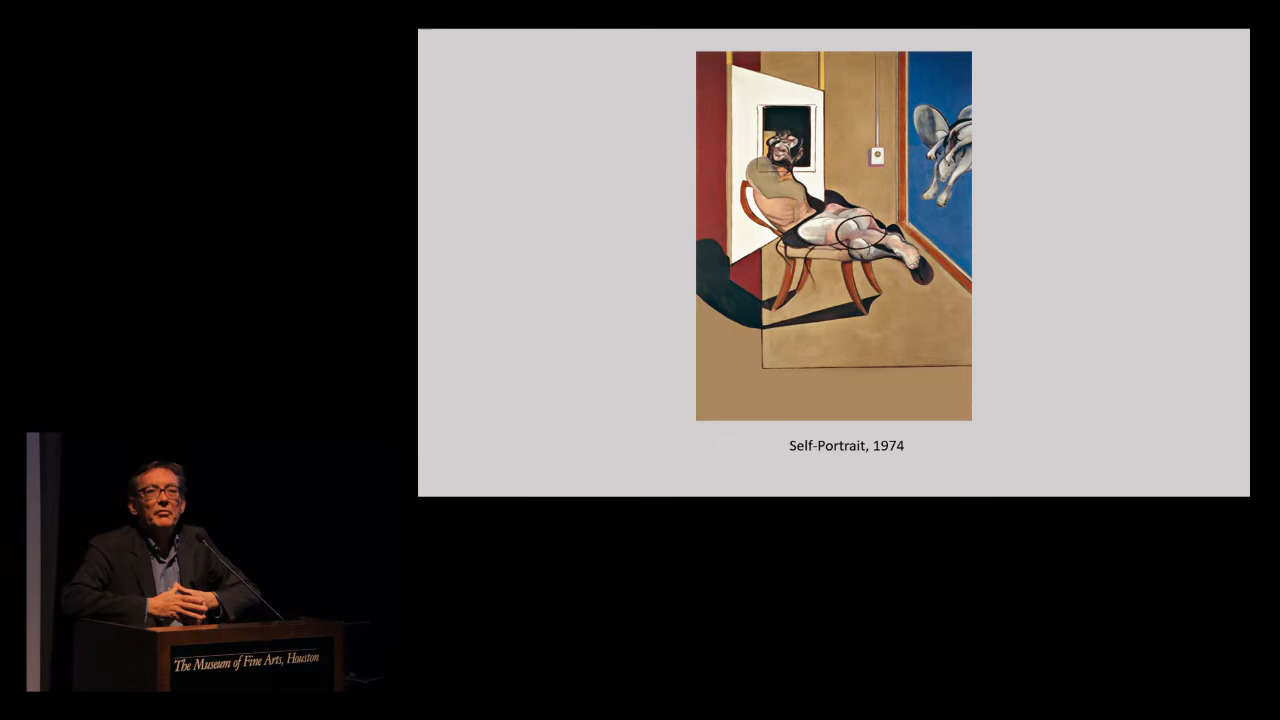 Self-Portrait, 1974
The Museum of Fine Arts, Houston